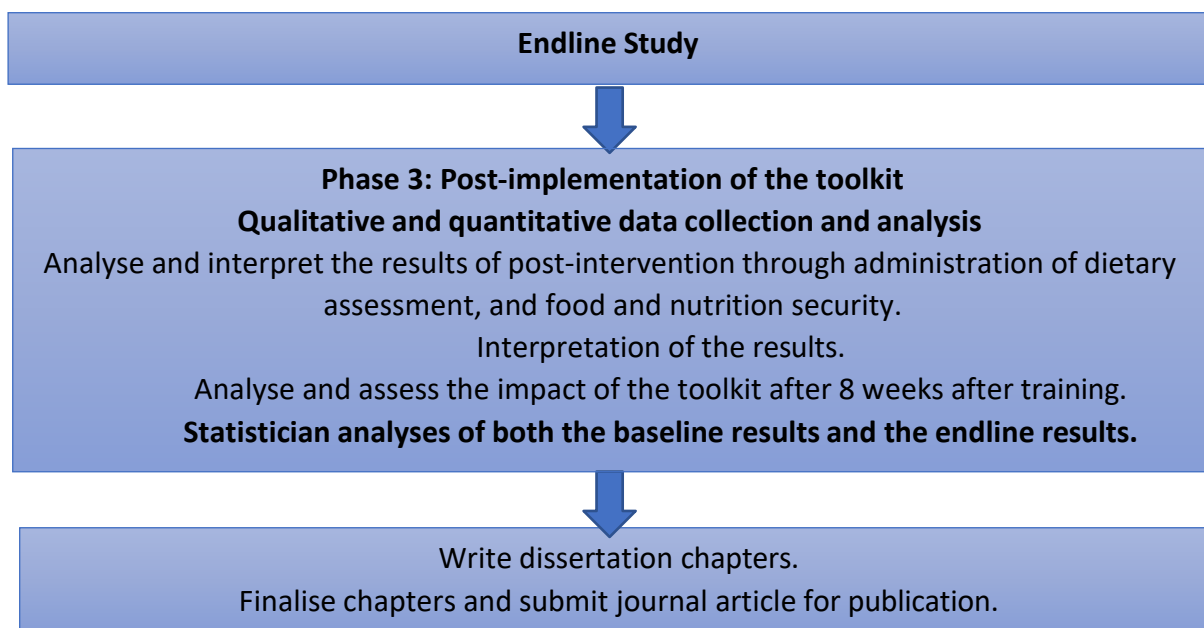 Endline Study
Phase 3: Post-implementation of the toolkit
Qualitative and quantitative data collection and analysis
Analyse and interpret the results of post-intervention through administration of dietary
assessment, and food and nutrition security.
Interpretation of the results.
Analyse and assess the impact of the toolkit after 8 weeks after training.
Statistician analyses of both the baseline results and the endline results.
Write dissertation chapters.
Finalise chapters and submit journal article for publication.